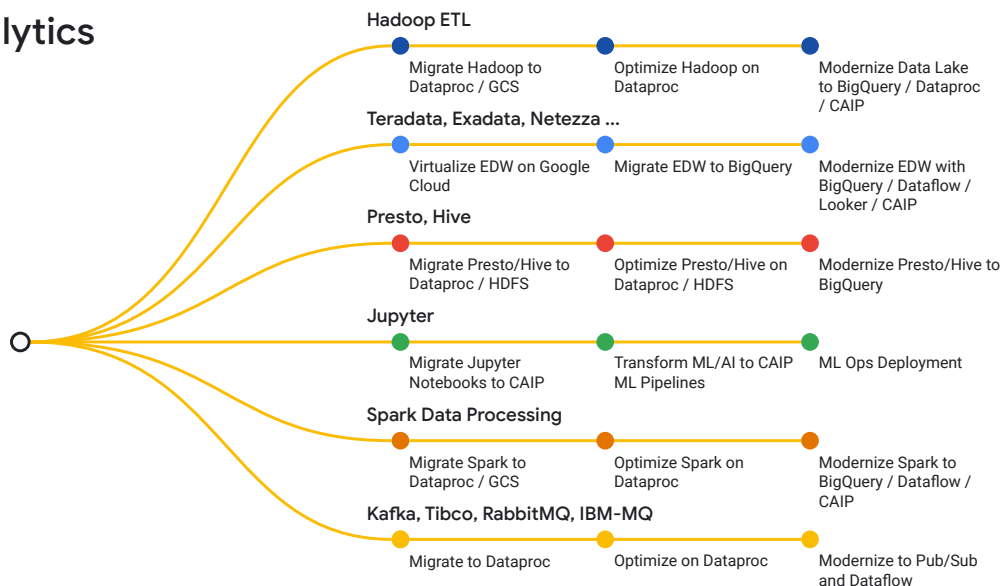 lytics
Hadoop ETL
Migrate Hadoop to
Dataproc / GCS
Optimize Hadoop on
Dataproc
Modernize Data Lake
to BigQuery / Dataproc
/ CAIP
Teradata, Exadata, Netezza ...
Virtualize EDW on Google
Cloud
Migrate EDW to BigQuery
Modernize EDW with
BigQuery / Dataflow /
Looker / CAIP
Presto, Hive
Migrate Presto/Hive to
Dataproc / HDFS
Optimize Presto/Hive on
Dataproc / HDFS
Modernize Presto/Hive to
BigQuery
Jupyter
Migrate Jupyter
Notebooks to CAIP
Transform ML/AI to CAIP
ML Pipelines
ML Ops Deployment
Spark Data Processing
Migrate Spark to
Dataproc / GCS
Optimize Spark on
Dataproc
Modernize Spark to
BigQuery / Dataflow /
CAIP
Kafka, Tibco, RabbitMQ, IBM-MQ
Migrate to Dataproc
Optimize on Dataproc
Modernize to Pub/Sub
and Dataflow